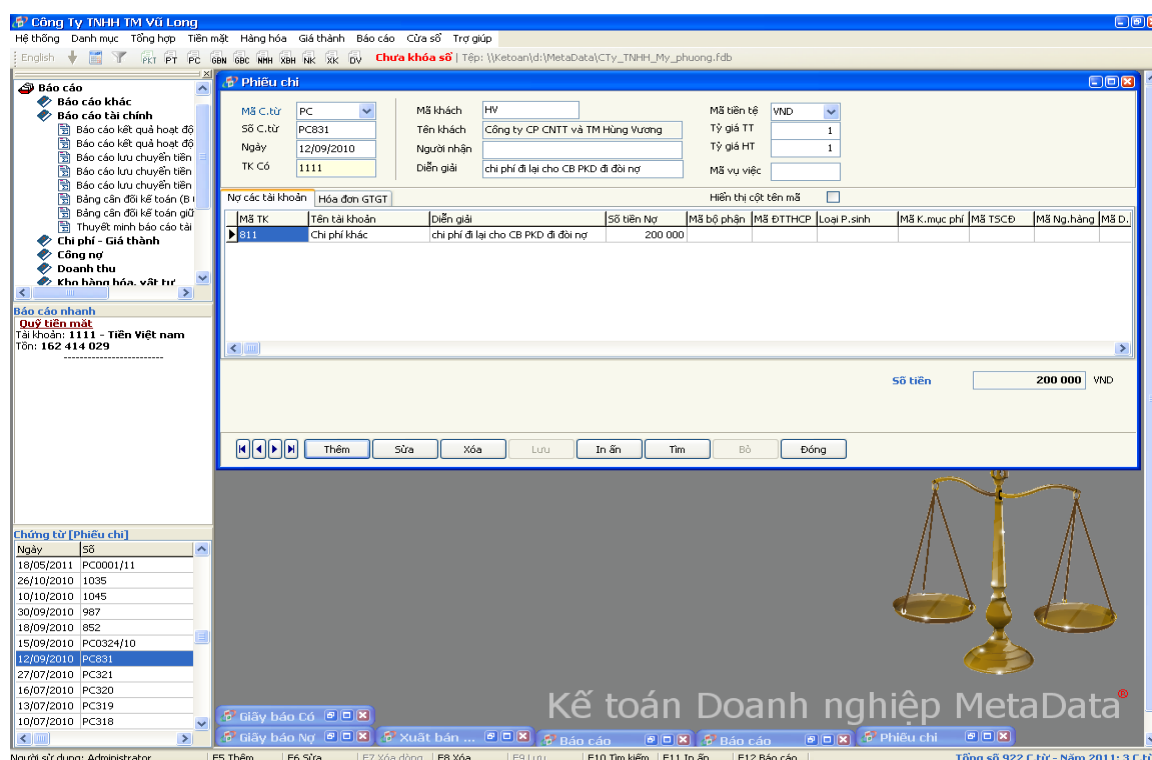 Công Ty TNHH TM Vũ Long
Hệ thống Danh mục Tổng hợp Tiền mặt Hàng hóa Giá thành Báo cáo Cửa sổ Trợ giúp
English PKT PT PC GBN GBC NMH XBH NK XK DV Chưa khóa sổ | Tệp: \\Ketoan\d:\MetaData\CTy_TNHH_My_phuong.fdb
Báo cáo
Báo cáo khác
Báo cáo tài chính
Báo cáo kết quả hoạt độ
Báo cáo kết quả hoạt độ
Báo cáo lưu chuyển tiền
Báo cáo lưu chuyển tiền
Báo cáo lưu chuyển tiền
Bảng cân đối kế toán (B
Bảng cân đối kế toán giữ
Thuyết minh báo cáo tài
Chi phí - Giá thành
Công nợ
Doanh thu
Kho hàng hóa, vật tư
Báo cáo nhanh
Quỹ tiền mặt
Tài khoản: 1111 - Tiền Việt nam
Tồn: 162 414 029
-------------------------
Chứng từ [Phiếu chi]
Ngày Số
18/05/2011 PC0001/11
26/10/2010 1035
10/10/2010 1045
30/09/2010 987
18/09/2010 852
15/09/2010 PC0324/10
12/09/2010 PC831
27/07/2010 PC321
16/07/2010 PC320
13/07/2010 PC319
10/07/2010 PC318
Phiếu chi
Mã C.từ PC Mã khách HV Mã tiền tệ VND
Số C.từ PC831 Tên khách Công ty CP CNTT và TM Hùng Vương Tỷ giá TT 1
Ngày 12/09/2010 Người nhận Tỷ giá HT 1
TK Có 1111 Diễn giải chi phí đi lại cho CB PKD đi đòi nợ Mã vụ việc
Nợ các tài khoản Hóa đơn GTGT Hiển thị cột tên mã
Mã TK Tên tài khoản Diễn giải Số tiền Nợ Mã bộ phận Mã ĐTTHCP Loại P.sinh Mã K.mục phí Mã TSCĐ Mã Ng.hàng Mã D.
811 Chi phí khác chi phí đi lại cho CB PKD đi đòi nợ 200 000
Số tiền 200 000 VND
Thêm Sửa Xóa Lưu In ấn Tìm Bỏ Đóng
Kế toán Doanh nghiệp MetaData®
Giấy báo Có
Giấy báo Nợ Xuất bán ... Báo cáo Báo cáo Phiếu chi
Người sử dụng: Administrator F5 Thêm F6 Sửa F7 Xóa dòng F8 Xóa F9 Lưu F10 Tìm kiếm F11 In ấn F12 Báo cáo Tổng số 922 C.từ - Năm 2011: 3 C.từ